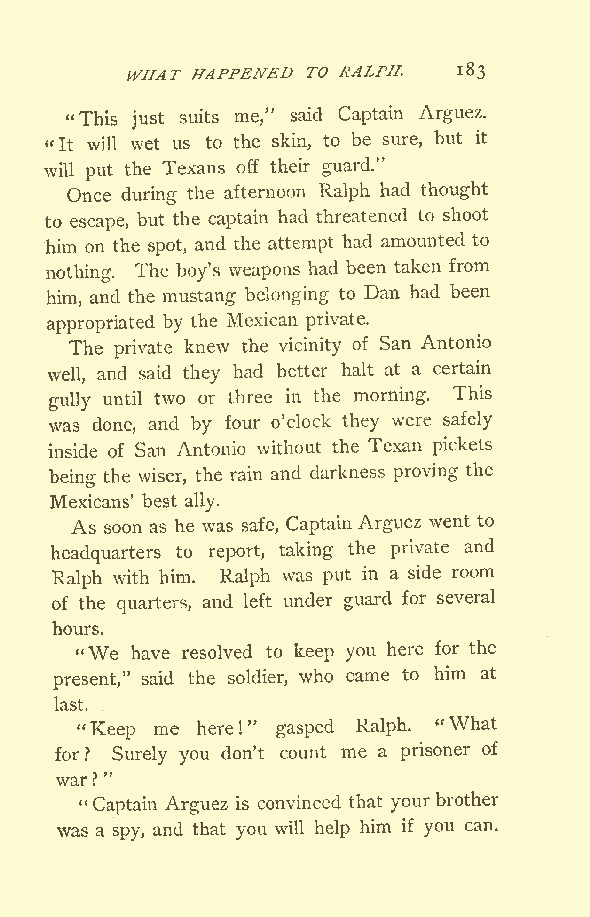 WHAT HAPPENED TO RALPH. 183
"This just suits me," said Captain Arguez.
"It will wet us to the skin, to be sure, but it
will put the Texans off their guard."
Once during the afternoon Ralph had thought
to escape, but the captain had threatened to shoot
him on the spot, and the attempt had amounted to
nothing. The boy's weapons had been taken from
him, and the mustang belonging to Dan had been
appropriated by the Mexican private.
The private knew the vicinity of San Antonio
well, and said they had better halt at a certain
gully until two or three in the morning. This
was done, and by four o'clock they were safely
inside of San Antonio without the Texan pickets
being the wiser, the rain and darkness proving the
Mexicans' best ally.
As soon as he was safe, Captain Arguez went to
headquarters to report, taking the private and
Ralph with him. Ralph was put in a side room
of the quarters, and left under guard for several
hours.
"We have resolved to keep you here for the
present," said the soldier, who came to him at
last.
"Keep me here!" gasped Ralph. "What
for? Surely you don't count me a prisoner of
war?"
"Captain Arguez is convinced that your brother
was a spy, and that you will help him if you can.